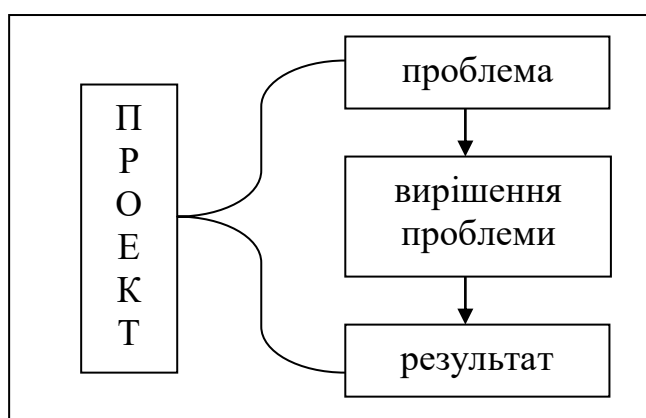 П
Р
О
Е
К
Т
проблема
вирішення
проблеми
результат